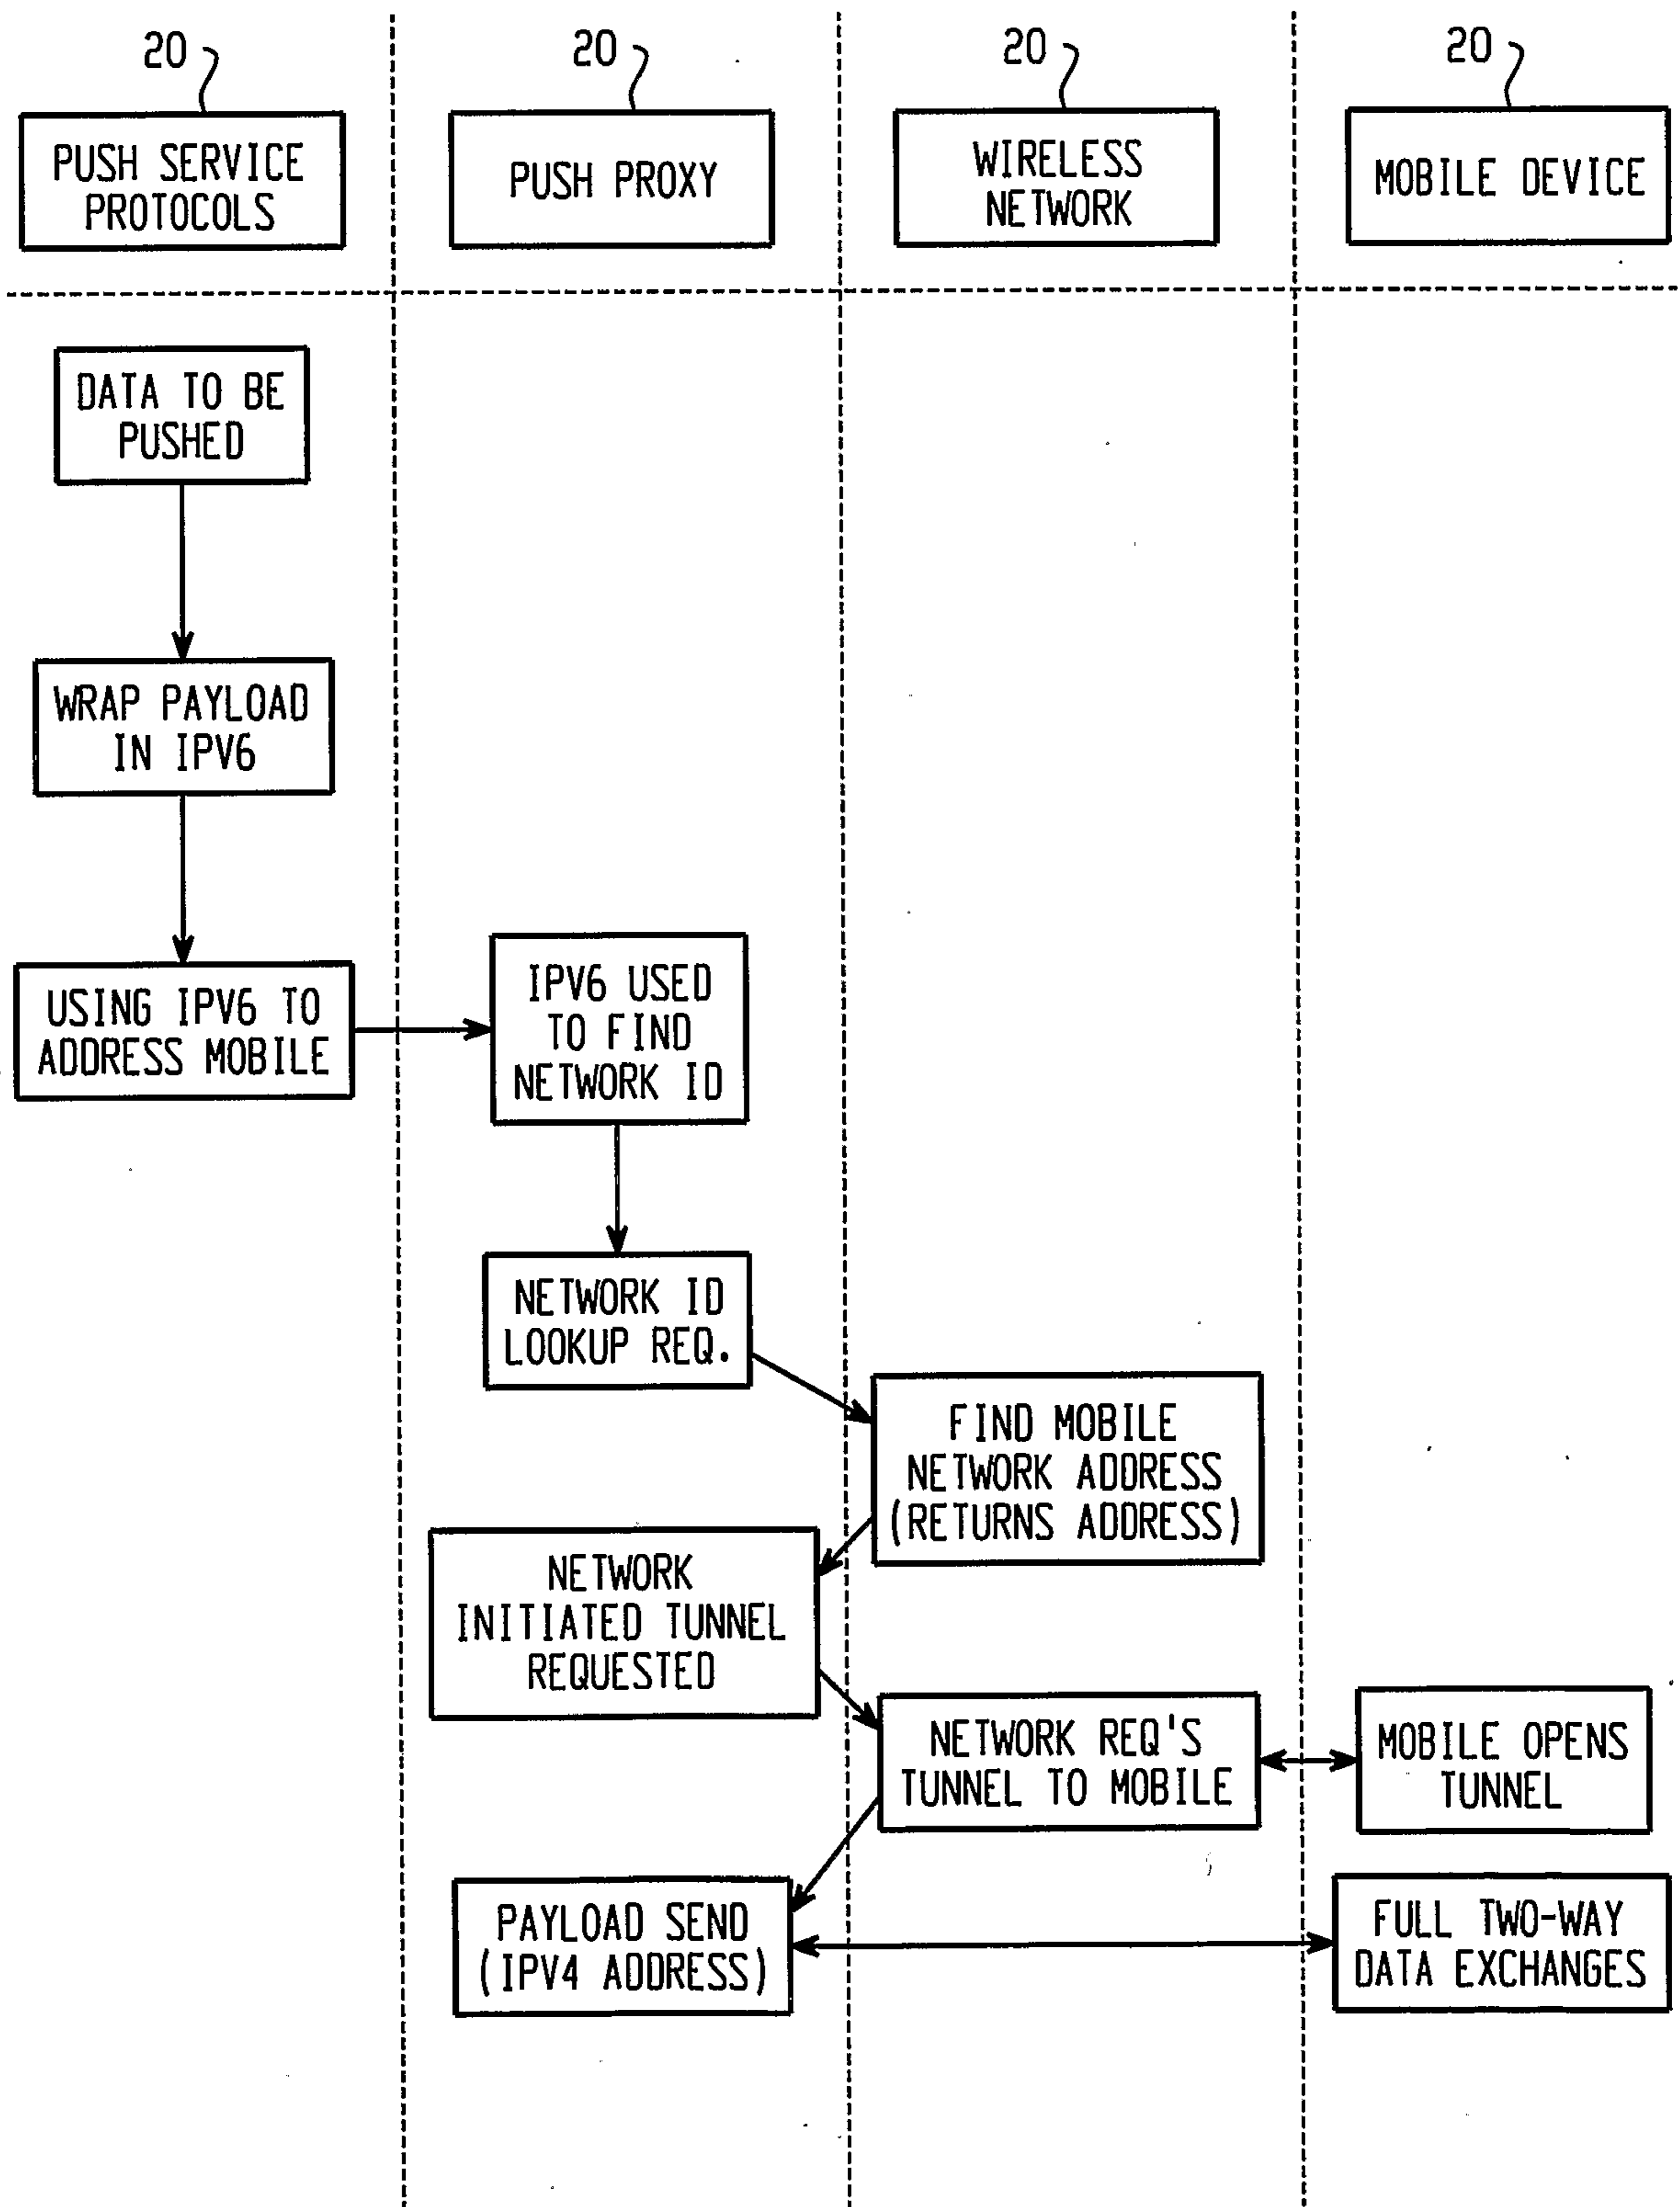 20
20
20
20
PUSH SERVICE
PROTOCOLS
PUSH PROXY
WIRELESS
NETWORK
MOBILE DEVICE
DATA TO BE
PUSHED
WRAP PAYLOAD
IN IPV6
USING IPV6 TO
ADDRESS MOBILE
IPV6 USED
TO FIND
NETWORK ID
NETWORK ID
LOOKUP REQ.
FIND MOBILE
NETWORK ADDRESS
(RETURNS ADDRESS)
NETWORK
INITIATED TUNNEL
REQUESTED
NETWORK REQ'S
TUNNEL TO MOBILE
MOBILE OPENS
TUNNEL
PAYLOAD SEND
(IPV4 ADDRESS)
FULL TWO-WAY
DATA EXCHANGES